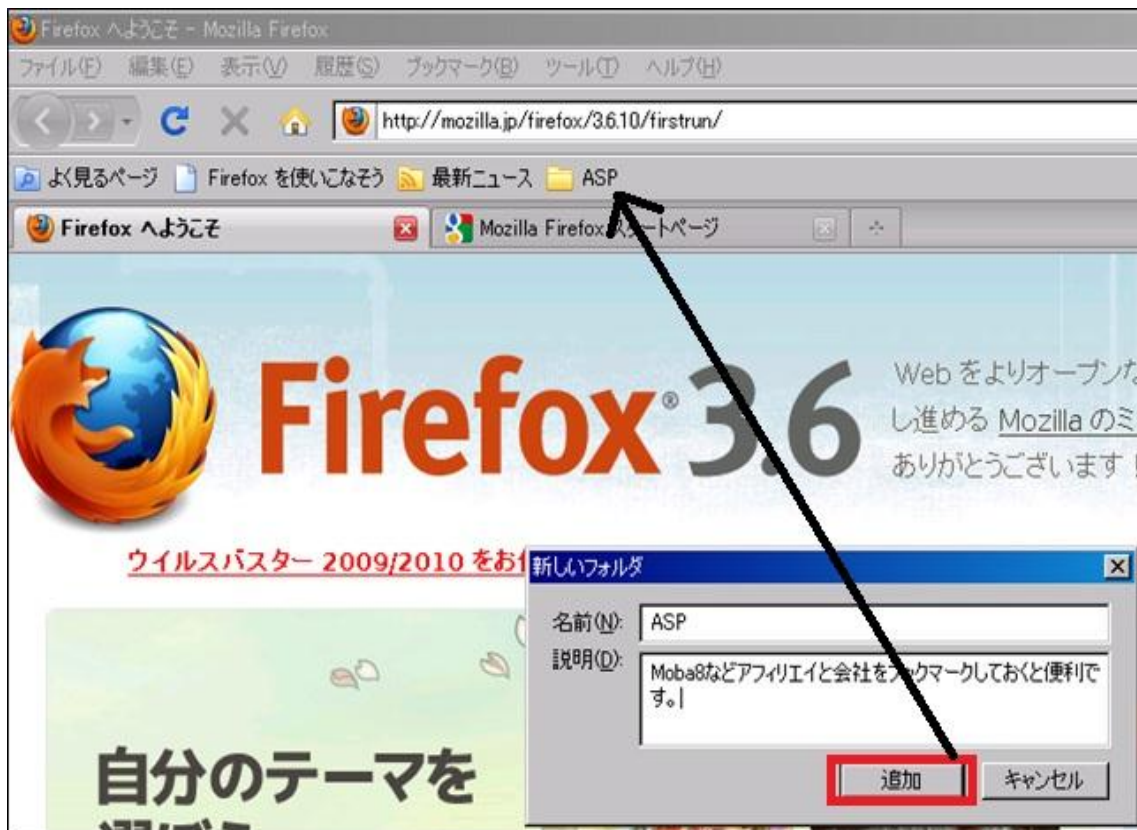 Firefox へようこそ - Mozilla Firefox
ファイル(F) 編集(E) 表示(V) 履歴(S) ブックマーク(B) ツール(T) ヘルプ(H)
http://mozilla.jp/firefox/3.6.10/firstrun/
よく見るページ Firefox を使いこなそう 最新ニュース ASP
Firefox へようこそ Mozilla Firefox スタートページ
Firefox® 3.6
Web をよりオープンな
し進める Mozilla のミ
ありがとうございます！
ウイルスバスター 2009/2010 をお
新しいフォルダ
名前(N): ASP
説明(D): Moba8などアフィリエイと会社をブックマークしておくと便利で
す。
追加 キャンセル
自分のテーマを
選ぼう